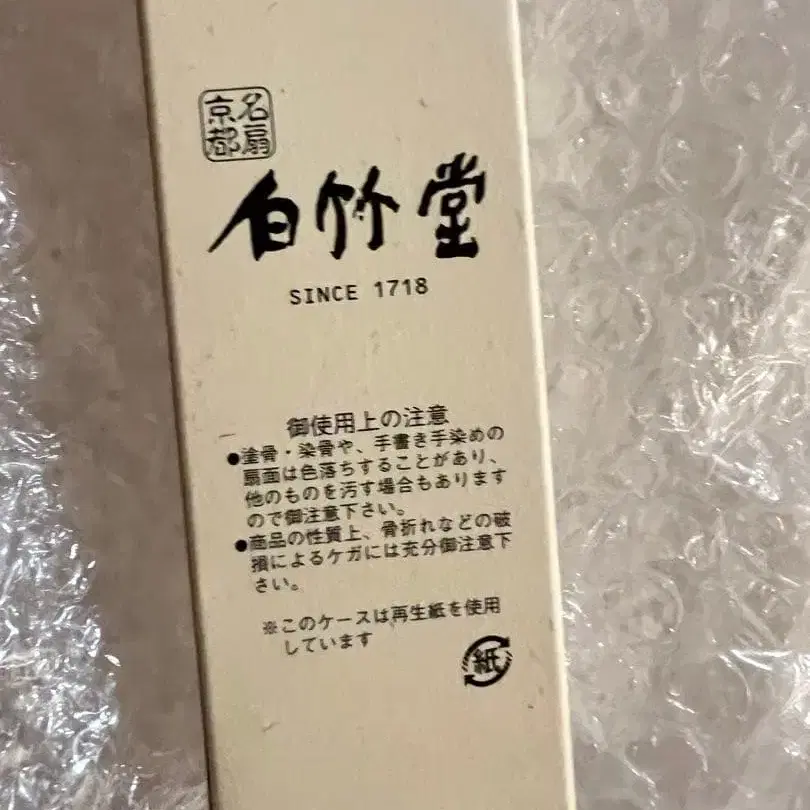 名扇
京都
白竹堂
SINCE 1718
御使用上の注意
●塗骨・染骨や、手書き手染めの
扇面は色落ちすることがあり、
他のものを汚す場合もあります
ので御注意下さい。
●商品の性質上、骨折れなどの破
損によるケガには充分御注意下
さい。
※このケースは再生紙を使用
しています
紙